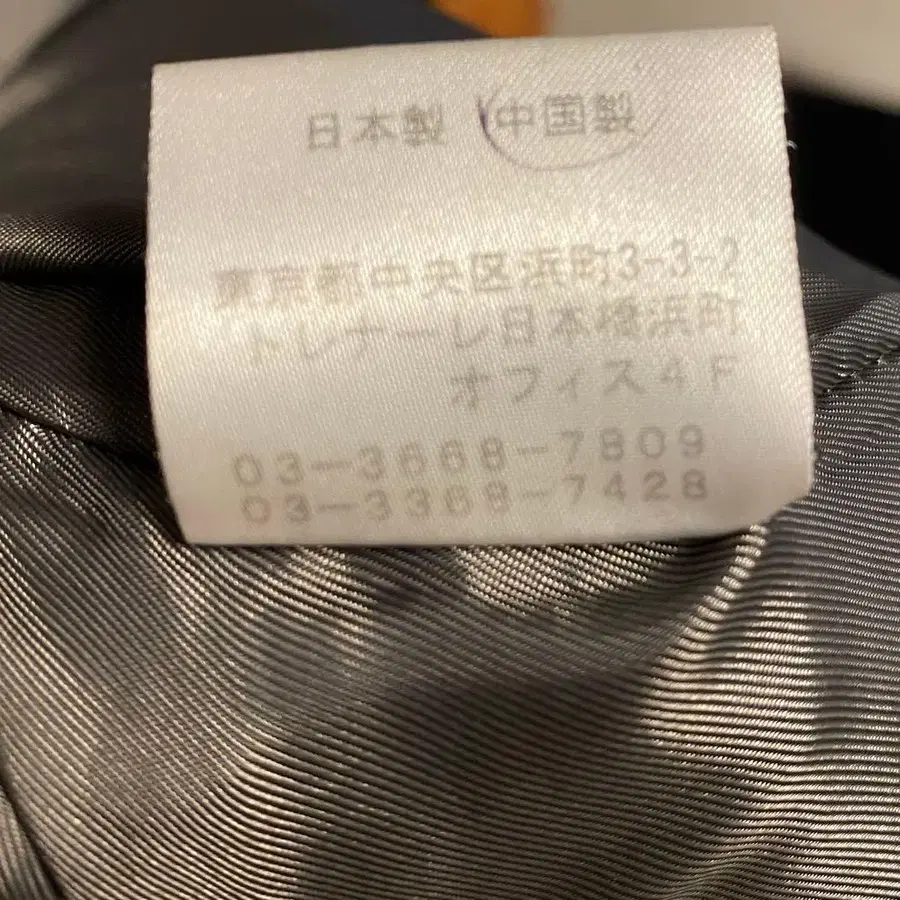 日本製 中国製
東京都中央区浜町3-3-2
トレナーレ日本橋浜町
オフィス4F
03-3668-7809
03-3368-7428